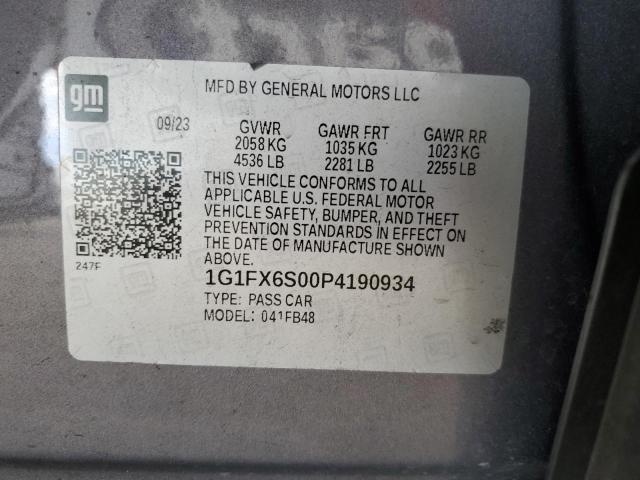 gm
MFD BY GENERAL MOTORS LLC
09/23 GVWR GAWR FRT GAWR RR
2058 KG 1035 KG 1023 KG
4536 LB 2281 LB 2255 LB
THIS VEHICLE CONFORMS TO ALL
APPLICABLE U.S. FEDERAL MOTOR
VEHICLE SAFETY, BUMPER, AND THEFT
PREVENTION STANDARDS IN EFFECT ON
THE DATE OF MANUFACTURE SHOWN
ABOVE.
247F
1G1FX6S00P4190934
TYPE: PASS CAR
MODEL: 041FB48